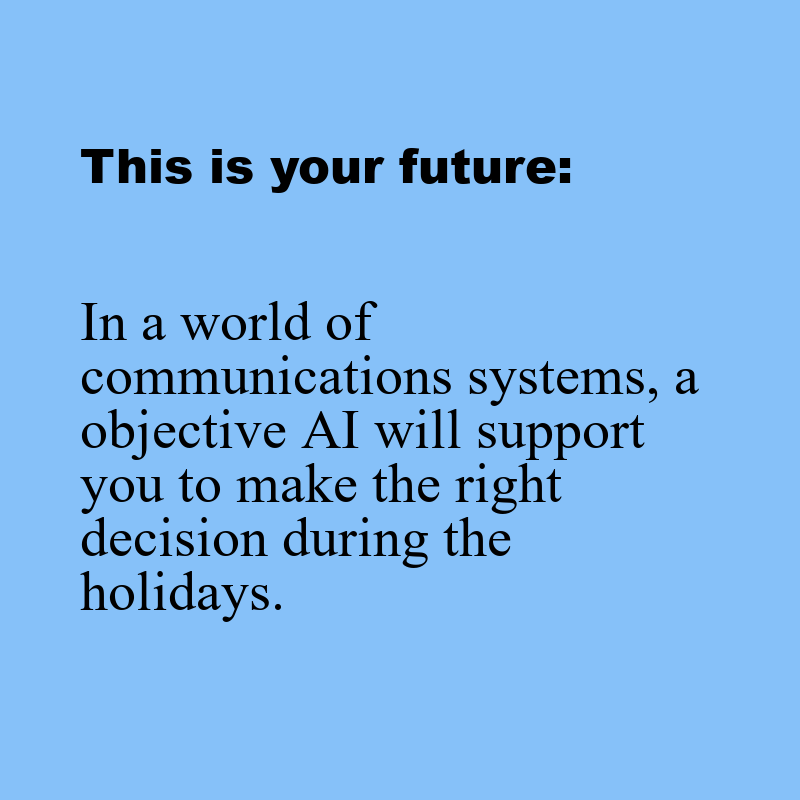 This is your future:
In a world of
communications systems, a
objective AI will support
you to make the right
decision during the
holidays.